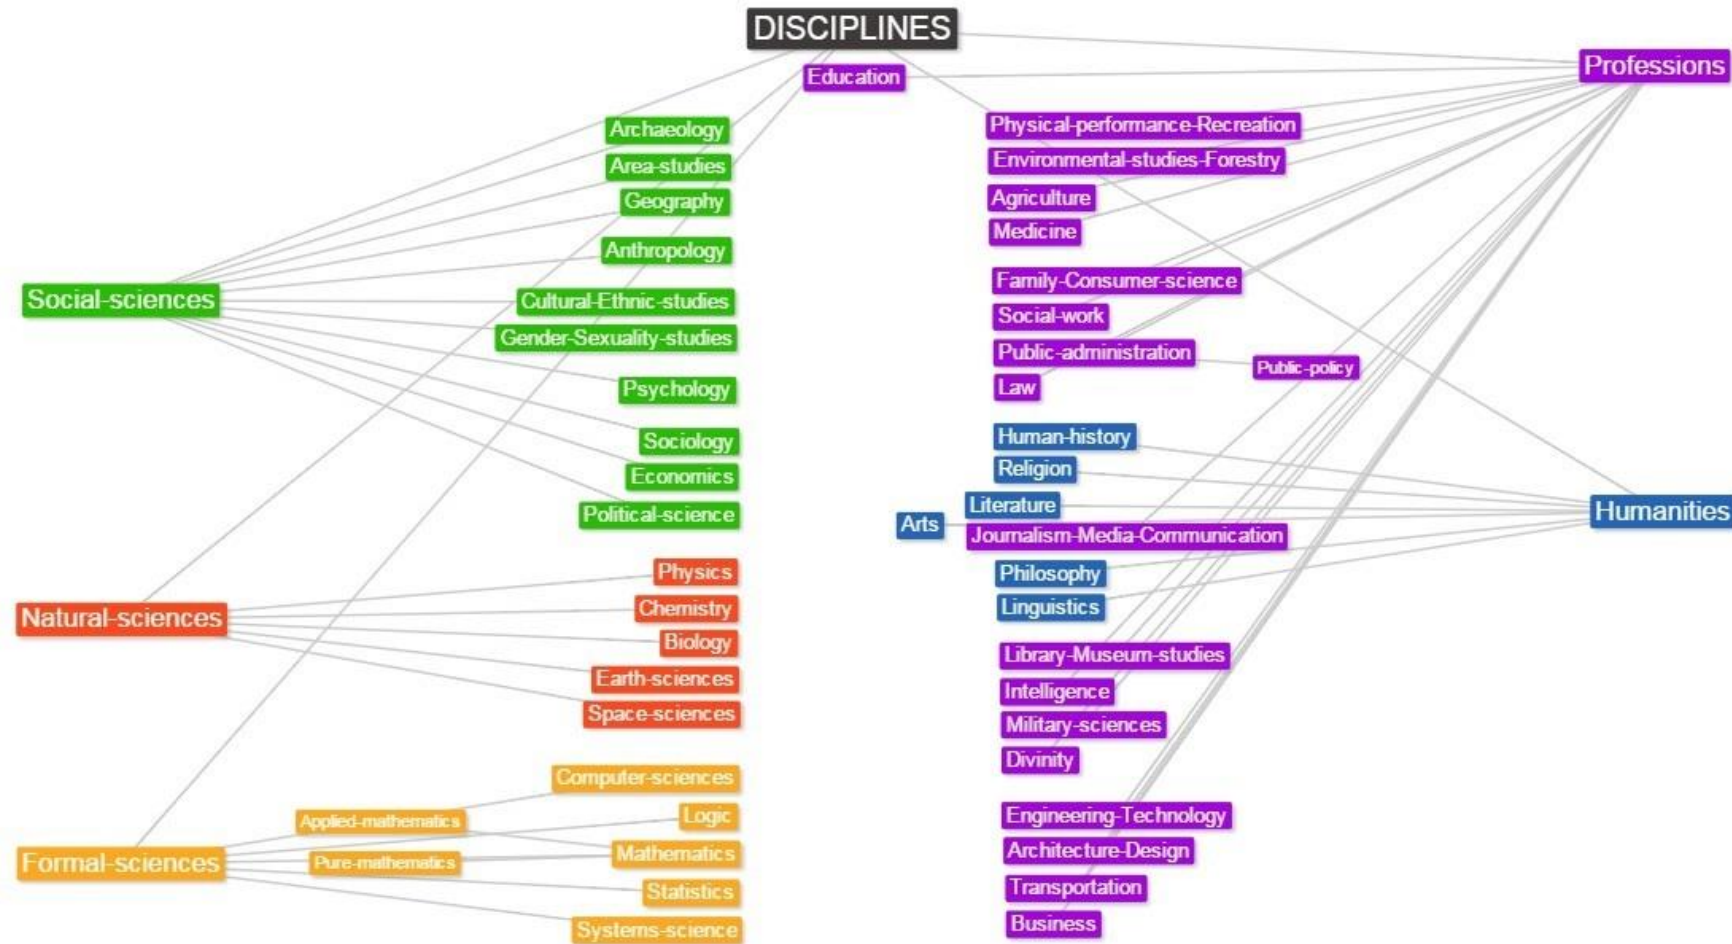 DISCIPLINES
Education
Professions
Archaeology
Area-studies
Geography
Anthropology
Social-sciences
Cultural-Ethnic-studies
Gender-Sexuality-studies
Psychology
Sociology
Economics
Political-science
Physics
Natural-sciences
Chemistry
Biology
Earth-sciences
Space-sciences
Computer-sciences
Applied-mathematics
Logic
Formal-sciences
Pure-mathematics
Mathematics
Statistics
Systems-science
Physical-performance-Recreation
Environmental-studies-Forestry
Agriculture
Medicine
Family-Consumer-science
Social-work
Public-administration
Public-policy
Law
Human-history
Religion
Literature
Humanities
Arts
Journalism-Media-Communication
Philosophy
Linguistics
Library-Museum-studies
Intelligence
Military-sciences
Divinity
Engineering-Technology
Architecture-Design
Transportation
Business